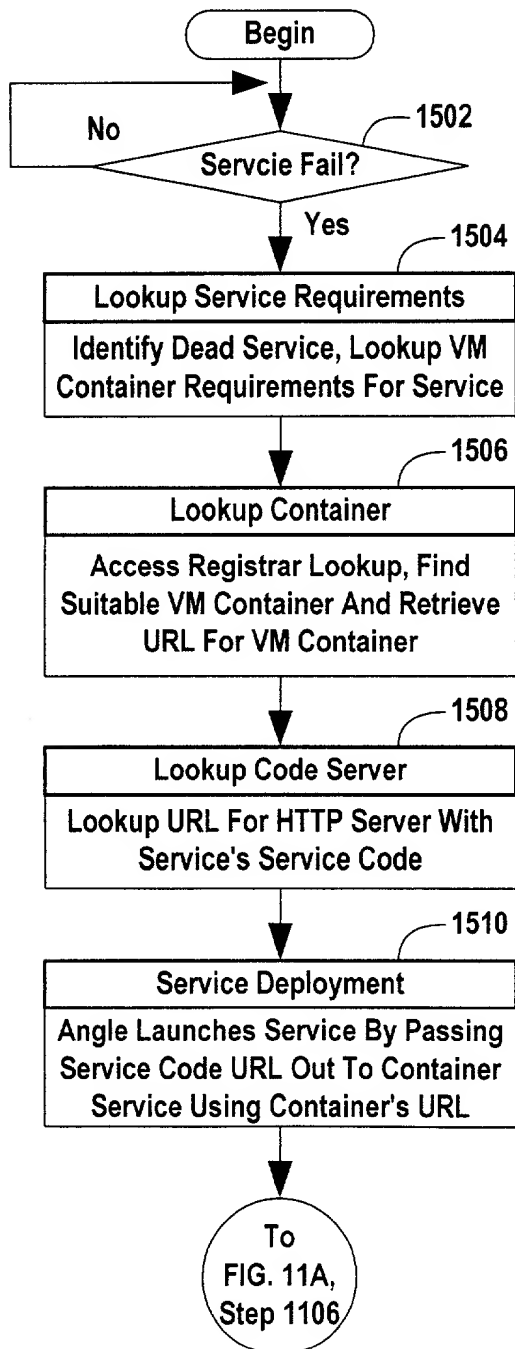 Begin
No
1502
Servcie Fail?
Yes
1504
Lookup Service Requirements
Identify Dead Service, Lookup VM
Container Requirements For Service
1506
Lookup Container
Access Registrar Lookup, Find
Suitable VM Container And Retrieve
URL For VM Container
1508
Lookup Code Server
Lookup URL For HTTP Server With
Service's Service Code
1510
Service Deployment
Angle Launches Service By Passing
Service Code URL Out To Container
Service Using Container's URL
To
FIG. 11A,
Step 1106